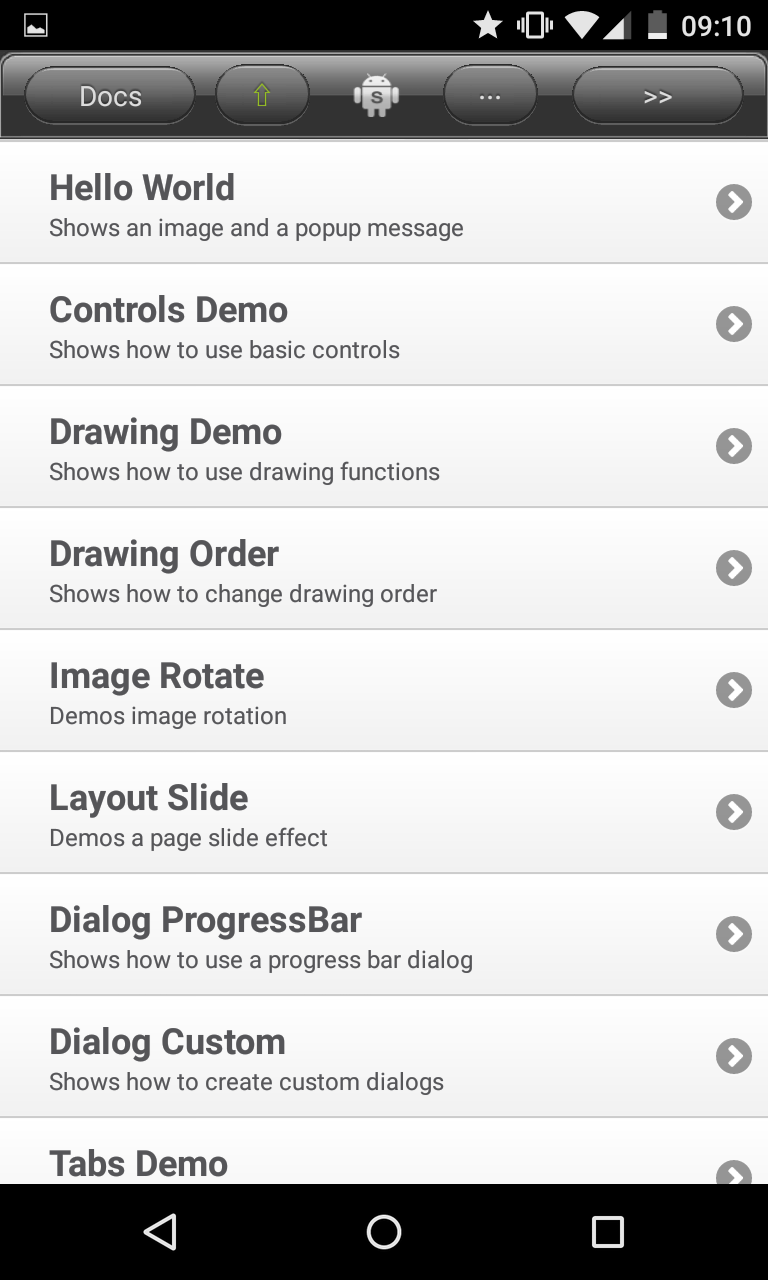 09:10
Docs
S
...
>>
Hello World
Shows an image and a popup message
Controls Demo
Shows how to use basic controls
Drawing Demo
Shows how to use drawing functions
Drawing Order
Shows how to change drawing order
Image Rotate
Demos image rotation
Layout Slide
Demos a page slide effect
Dialog ProgressBar
Shows how to use a progress bar dialog
Dialog Custom
Shows how to create custom dialogs
Tabs Demo